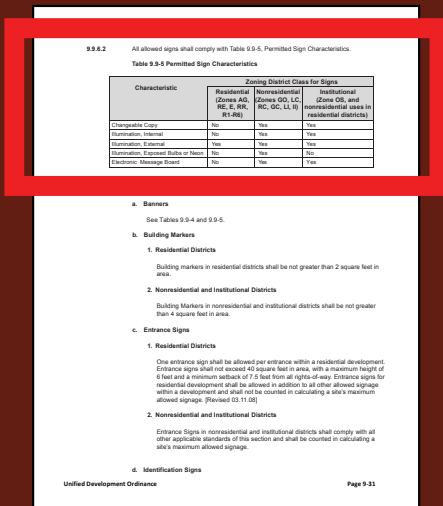 9.9.6.2 All allowed signs shall comply with Table 9.9-5, Permitted Sign Characteristics.
Table 9.9-5 Permitted Sign Characteristics
Characteristic
Zoning District Class for Signs
Residential (Zones AG, RE, E, RR, R1-R6)
Nonresidential (Zones GO, LC, RC, GC, LI, II)
Institutional (Zone OS, and nonresidential uses in residential districts)
Changeable Copy No Yes Yes
Illumination, Internal No Yes Yes
Illumination, External Yes Yes Yes
Illumination, Exposed Bulbs or Neon No Yes No
Electronic Message Board No Yes Yes
a. Banners
See Tables 9.9-4 and 9.9-5.
b. Building Markers
1. Residential Districts
Building markers in residential districts shall be not greater than 2 square feet in
area.
2. Nonresidential and Institutional Districts
Building Markers in nonresidential and institutional districts shall be not greater
than 4 square feet in area.
c. Entrance Signs
1. Residential Districts
One entrance sign shall be allowed per entrance within a residential development.
Entrance signs shall not exceed 40 square feet in area, with a maximum height of
6 feet and a minimum setback of 7.5 feet from all rights-of-way. Entrance signs for
residential development shall be allowed in addition to all other allowed signage
within a development and shall not be counted in calculating a site's maximum
allowed signage. [Revised 03.11.08]
2. Nonresidential and Institutional Districts
Entrance Signs in nonresidential and institutional districts shall comply with all
other applicable standards of this section and shall be counted in calculating a
site's maximum allowed signage.
d. Identification Signs
Unified Development Ordinance Page 9-31